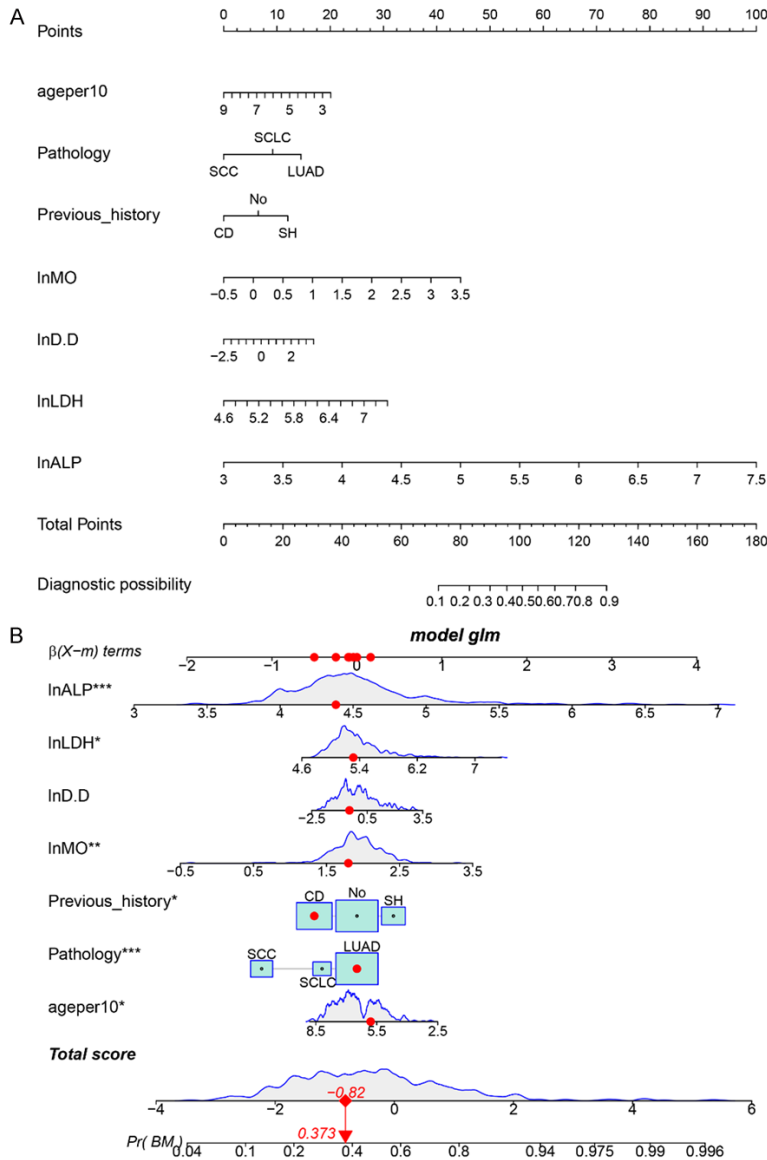 A
Points
0 10 20 30 40 50 60 70 80 90 100
ageper10
9 7 5 3
Pathology
SCLC
SCC LUAD
Previous_history
No
CD SH
lnMO
−0.5 0 0.5 1 1.5 2 2.5 3 3.5
lnD.D
−2.5 0 2
lnLDH
4.6 5.2 5.8 6.4 7
lnALP
3 3.5 4 4.5 5 5.5 6 6.5 7 7.5
Total Points
0 20 40 60 80 100 120 140 160 180
Diagnostic possibility
0.1 0.2 0.3 0.40.50.60.70.8 0.9
B
model glm
β(X−m) terms
−2 −1 0 1 2 3 4
lnALP***
3 3.5 4 4.5 5 5.5 6 6.5 7
lnLDH*
4.6 5.4 6.2 7
lnD.D
−2.5 0.5 3.5
lnMO**
−0.5 0.5 1.5 2.5 3.5
Previous_history*
CD No SH
Pathology***
SCC SCLC LUAD
ageper10*
8.5 5.5 2.5
Total score
−0.82
−4 −2 0 2 4 6
0.373
Pr( BM )
0.04 0.1 0.2 0.4 0.6 0.8 0.94 0.975 0.99 0.996